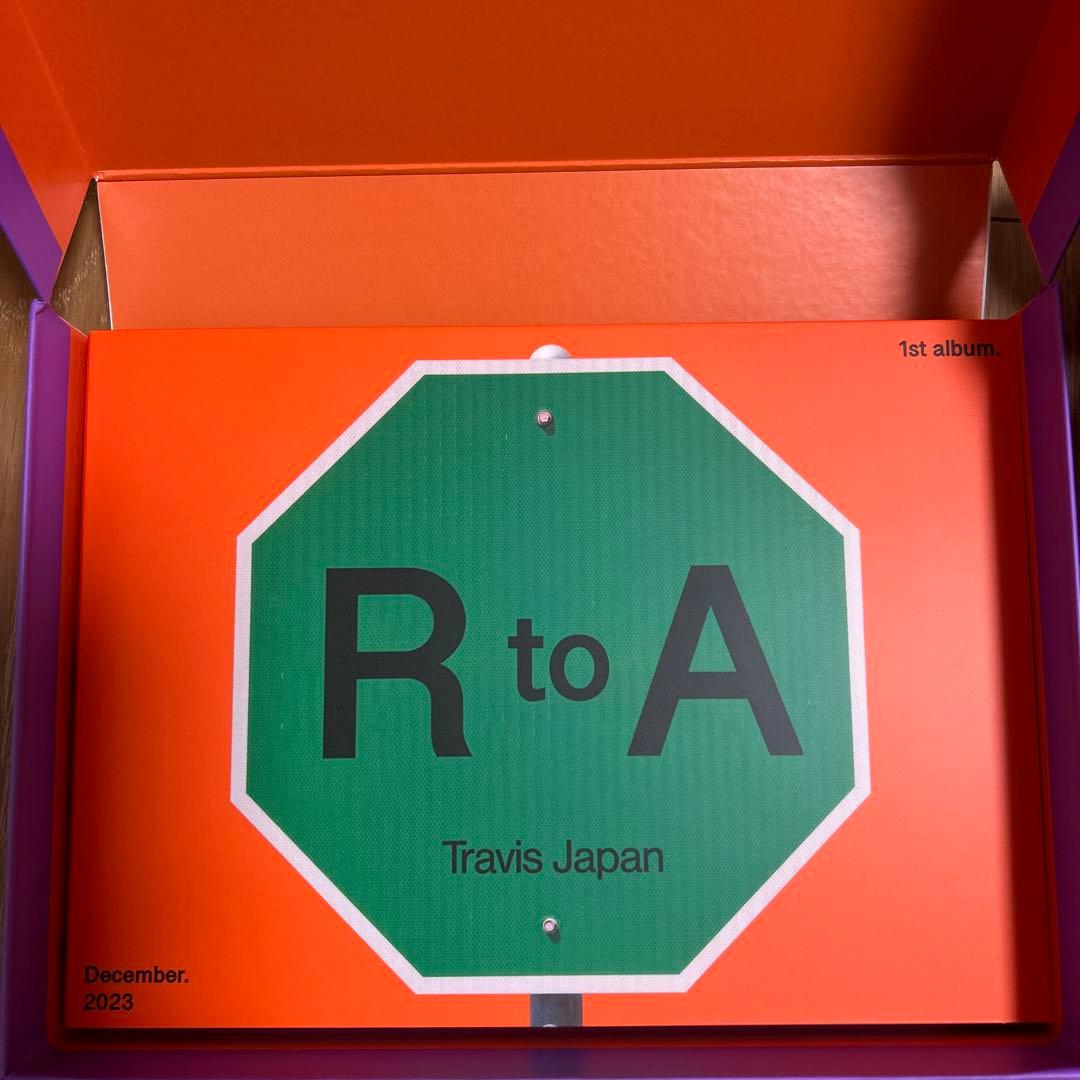 1st album.
R to A
Travis Japan
December.
2023